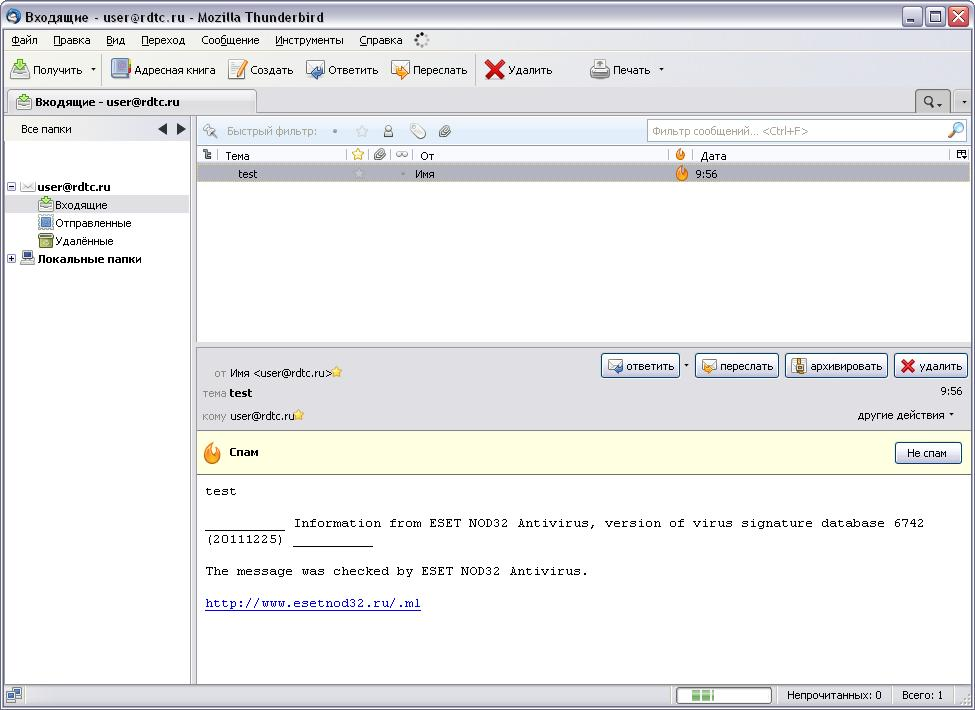 Входящие - user@rdtc.ru - Mozilla Thunderbird
Файл Правка Вид Переход Сообщение Инструменты Справка
Получить Адресная книга Создать Ответить Переслать Удалить Печать
Входящие - user@rdtc.ru
Все папки
Быстрый фильтр: Фильтр сообщений... <Ctrl+F>
Тема От Дата
test Имя 9:56
user@rdtc.ru
Входящие
Отправленные
Удалённые
Локальные папки
от Имя <user@rdtc.ru> ответить переслать архивировать удалить
тема test 9:56
кому user@rdtc.ru другие действия
Спам Не спам
test
__________ Information from ESET NOD32 Antivirus, version of virus signature database 6742
(20111225) __________
The message was checked by ESET NOD32 Antivirus.
http://www.esetnod32.ru/.ml
Непрочитанных: 0 Всего: 1